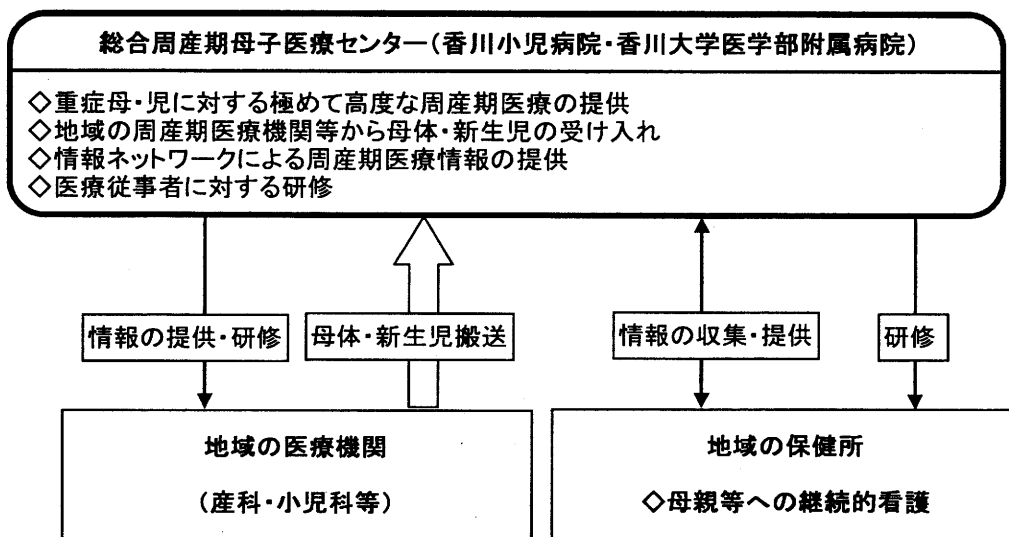 総合周産期母子医療センター(香川小児病院・香川大学医学部附属病院)
◇重症母・児に対する極めて高度な周産期医療の提供
◇地域の周産期医療機関等から母体・新生児の受け入れ
◇情報ネットワークによる周産期医療情報の提供
◇医療従事者に対する研修
情報の提供・研修
母体・新生児搬送
情報の収集・提供
研修
地域の医療機関
(産科・小児科等)
地域の保健所
◇母親等への継続的看護